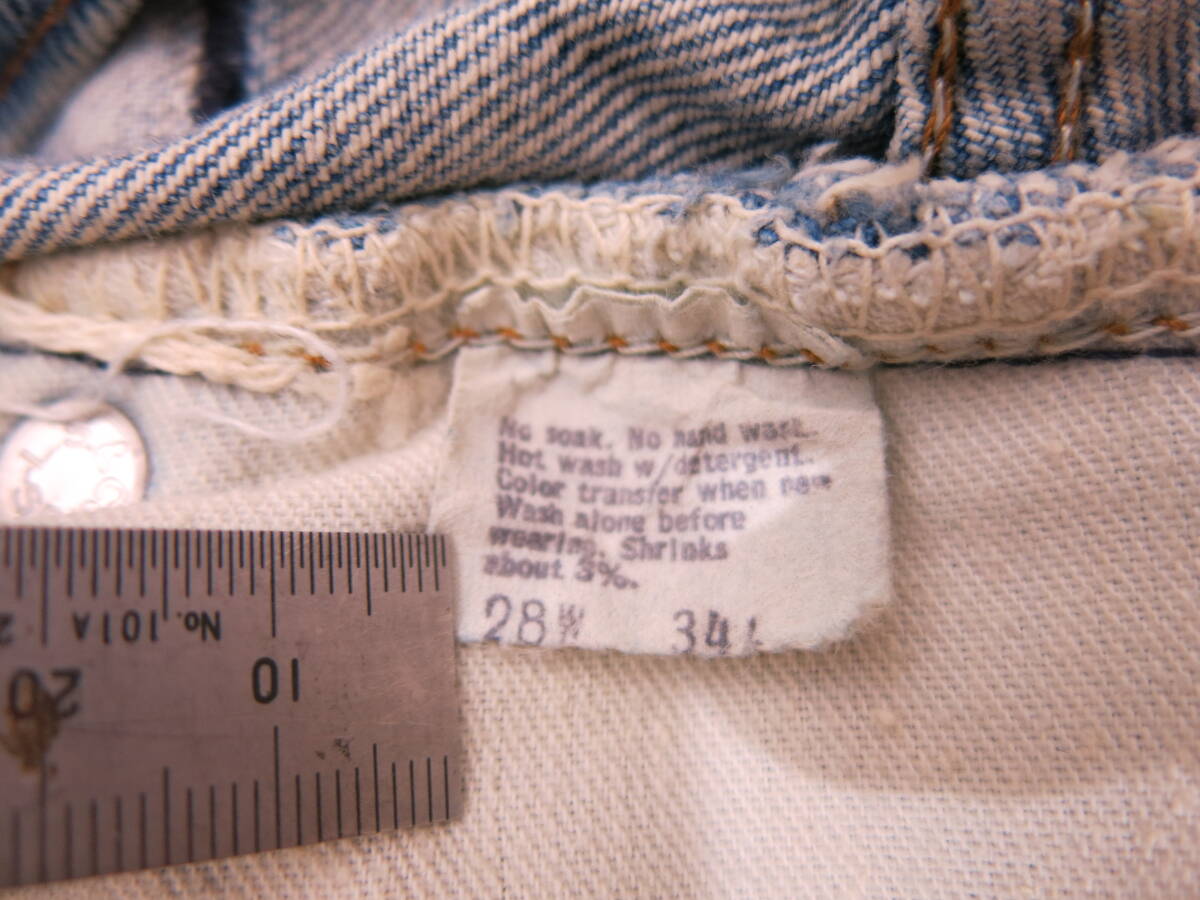 No soak. No hand wash.
Hot wash w/detergent.
Color transfer when new
Wash alone before
wearing. Shrinks
about 3%.
28W 34L
No. 101A
20 10